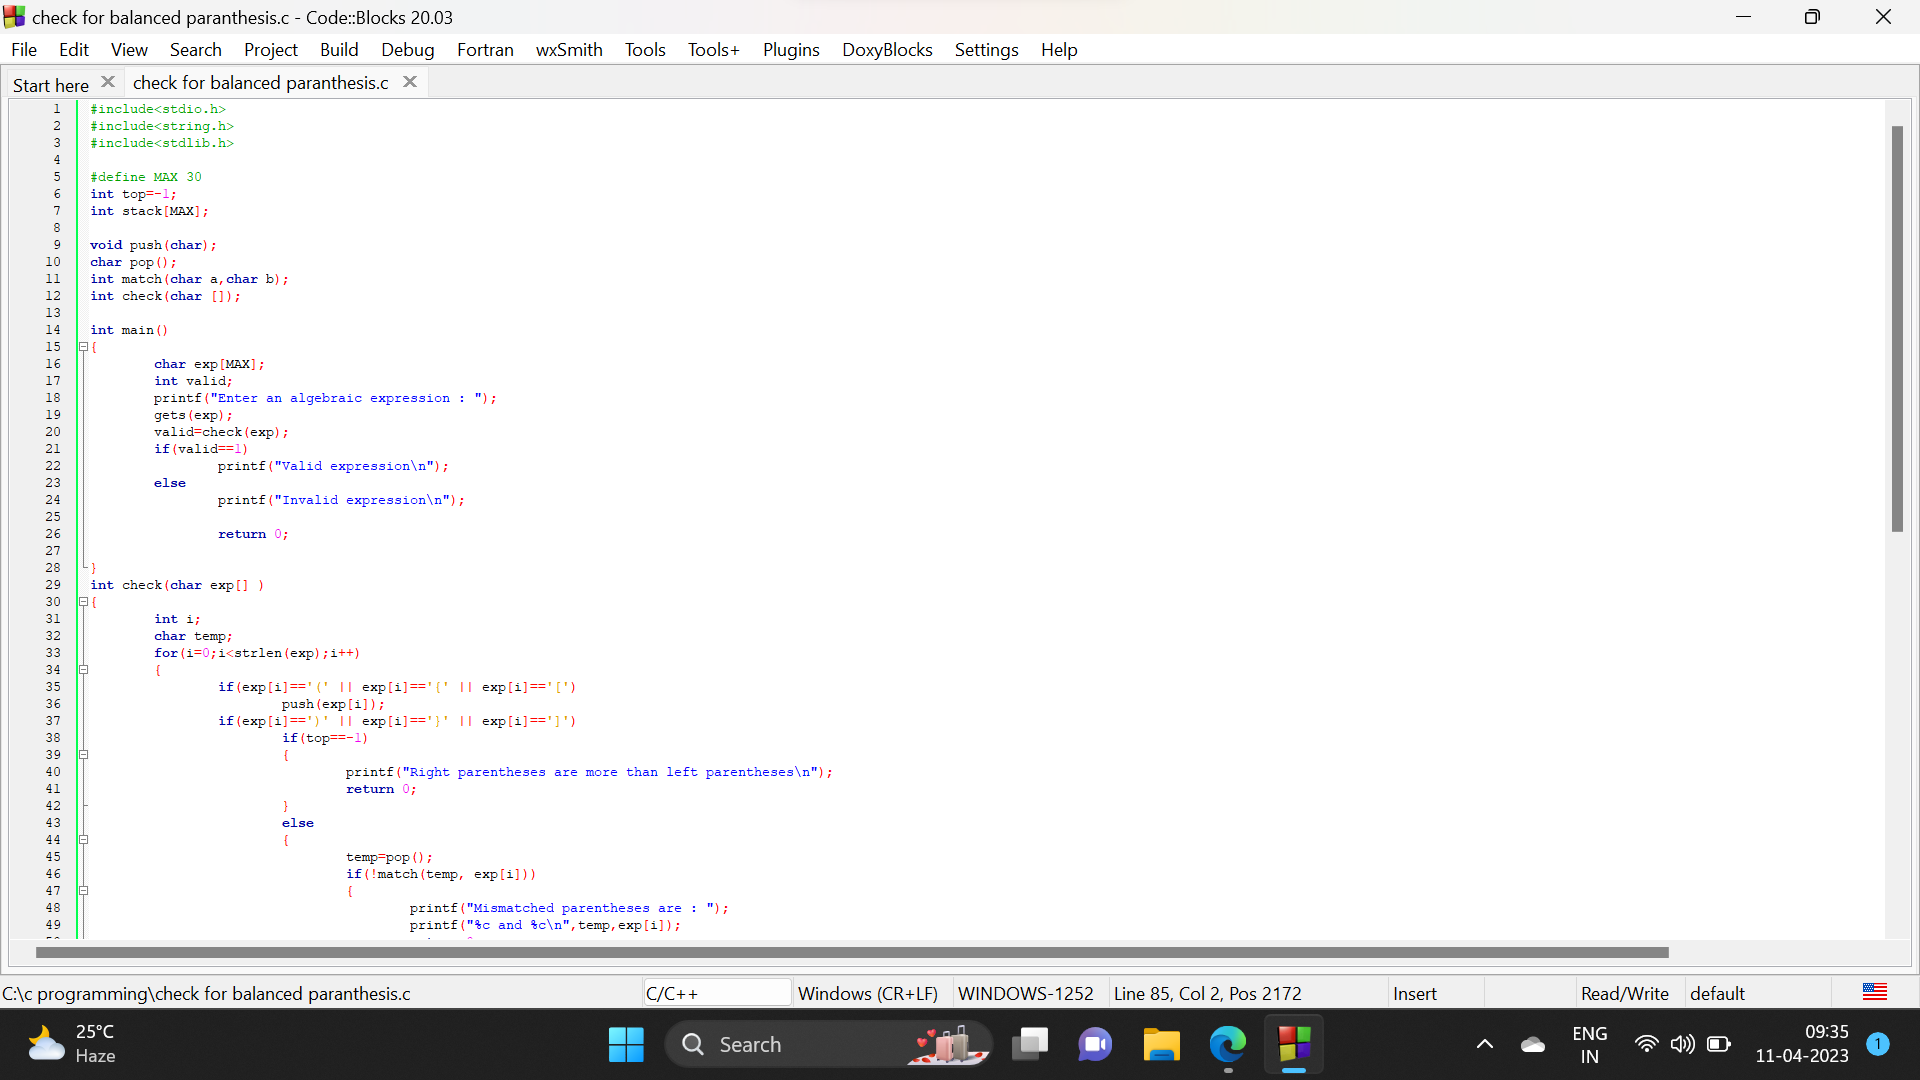 check for balanced paranthesis.c - Code::Blocks 20.03
File Edit View Search Project Build Debug Fortran wxSmith Tools Tools+ Plugins DoxyBlocks Settings Help
Start here check for balanced paranthesis.c
1 #include<stdio.h>
2 #include<string.h>
3 #include<stdlib.h>
4
5 #define MAX 30
6 int top=-1;
7 int stack[MAX];
8
9 void push(char);
10 char pop();
11 int match(char a,char b);
12 int check(char []);
13
14 int main()
15 {
16 char exp[MAX];
17 int valid;
18 printf("Enter an algebraic expression : ");
19 gets(exp);
20 valid=check(exp);
21 if(valid==1)
22 printf("Valid expression\n");
23 else
24 printf("Invalid expression\n");
25
26 return 0;
27
28 }
29 int check(char exp[] )
30 {
31 int i;
32 char temp;
33 for(i=0;i<strlen(exp);i++)
34 {
35 if(exp[i]=='(' || exp[i]=='{' || exp[i]=='[')
36 push(exp[i]);
37 if(exp[i]==')' || exp[i]=='}' || exp[i]==']')
38 if(top==-1)
39 {
40 printf("Right parentheses are more than left parentheses\n");
41 return 0;
42 }
43 else
44 {
45 temp=pop();
46 if(!match(temp, exp[i]))
47 {
48 printf("Mismatched parentheses are : ");
49 printf("%c and %c\n",temp,exp[i]);
C:\c programming\check for balanced paranthesis.c C/C++ Windows (CR+LF) WINDOWS-1252 Line 85, Col 2, Pos 2172 Insert Read/Write default
25°C
Haze
Search
ENG
IN
09:35
11-04-2023
1